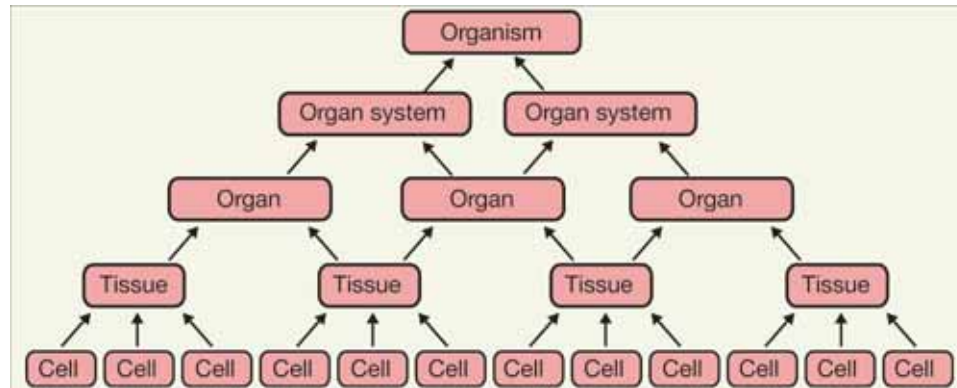 Organism
Organ system Organ system
Organ Organ Organ
Tissue Tissue Tissue Tissue
Cell Cell Cell Cell Cell Cell Cell Cell Cell Cell Cell Cell